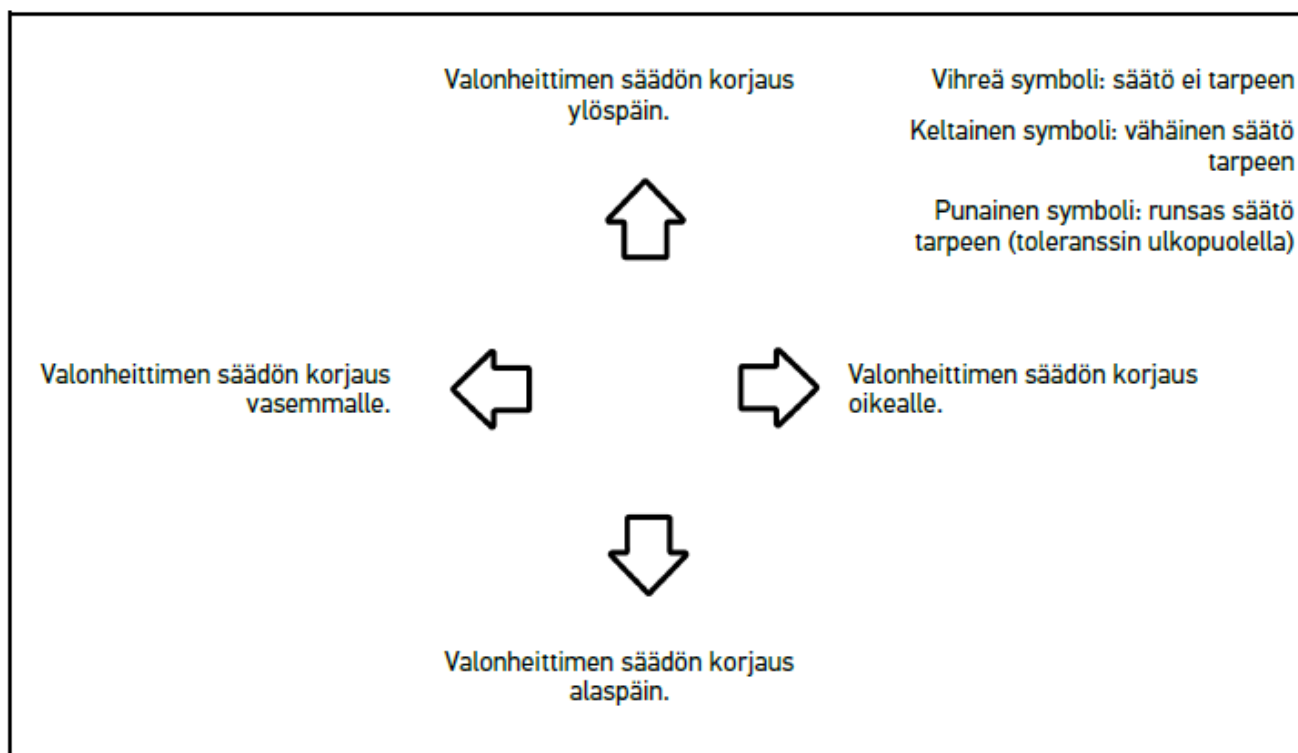 Valonheittimen säädön korjaus
ylöspäin.
Vihreä symboli: säätö ei tarpeen
Keltainen symboli: vähäinen säätö
tarpeen
Punainen symboli: runsas säätö
tarpeen (toleranssin ulkopuolella)
Valonheittimen säädön korjaus
vasemmalle.
Valonheittimen säädön korjaus
oikealle.
Valonheittimen säädön korjaus
alaspäin.